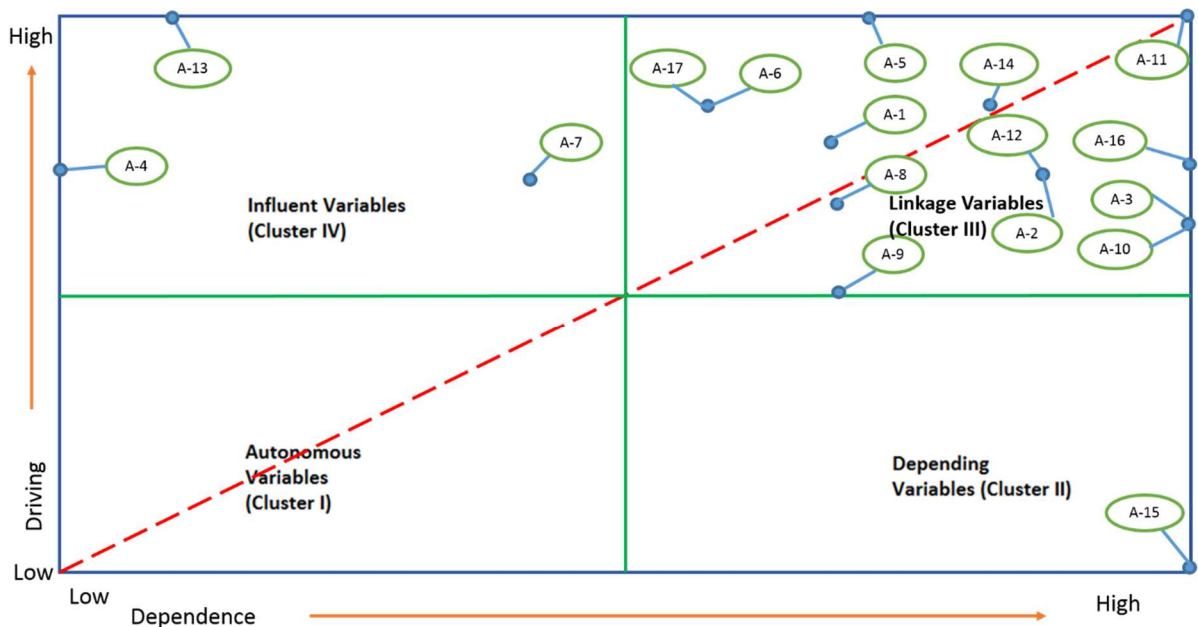 High
A-13
A-17
A-6
A-5
A-14
A-11
A-1
A-12
A-16
A-4
A-7
A-8
A-3
Influent Variables
(Cluster IV)
Linkage Variables
(Cluster III)
A-2
A-10
A-9
Autonomous
Variables
(Cluster I)
Depending
Variables (Cluster II)
Driving
A-15
Low
Low
High
Dependence